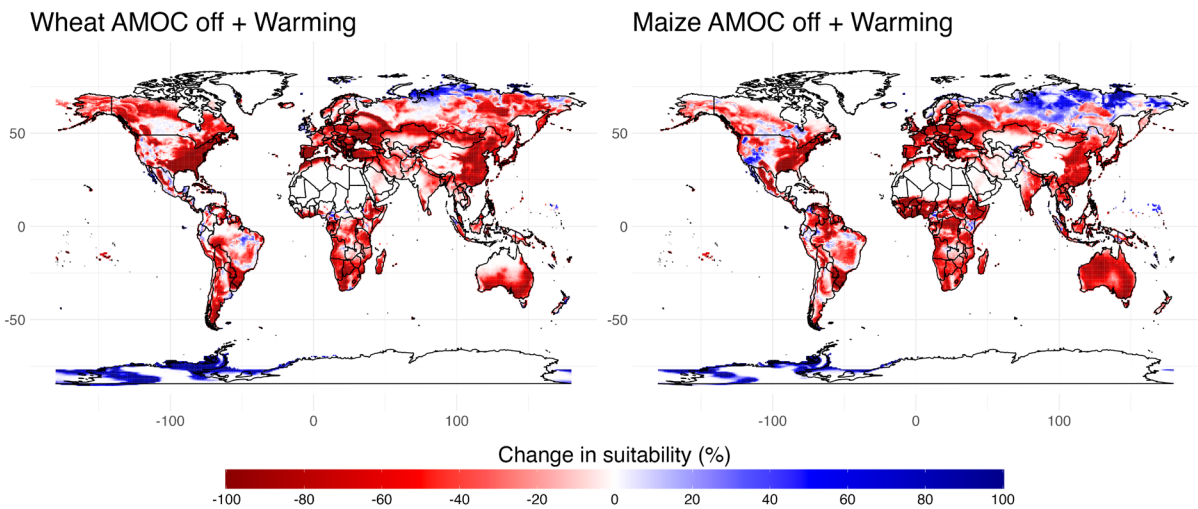 Wheat AMOC off + Warming
Maize AMOC off + Warming
50
0
-50
-100 0 100
50
0
-50
-100 0 100
Change in suitability (%)
-100 -80 -60 -40 -20 0 20 40 60 80 100